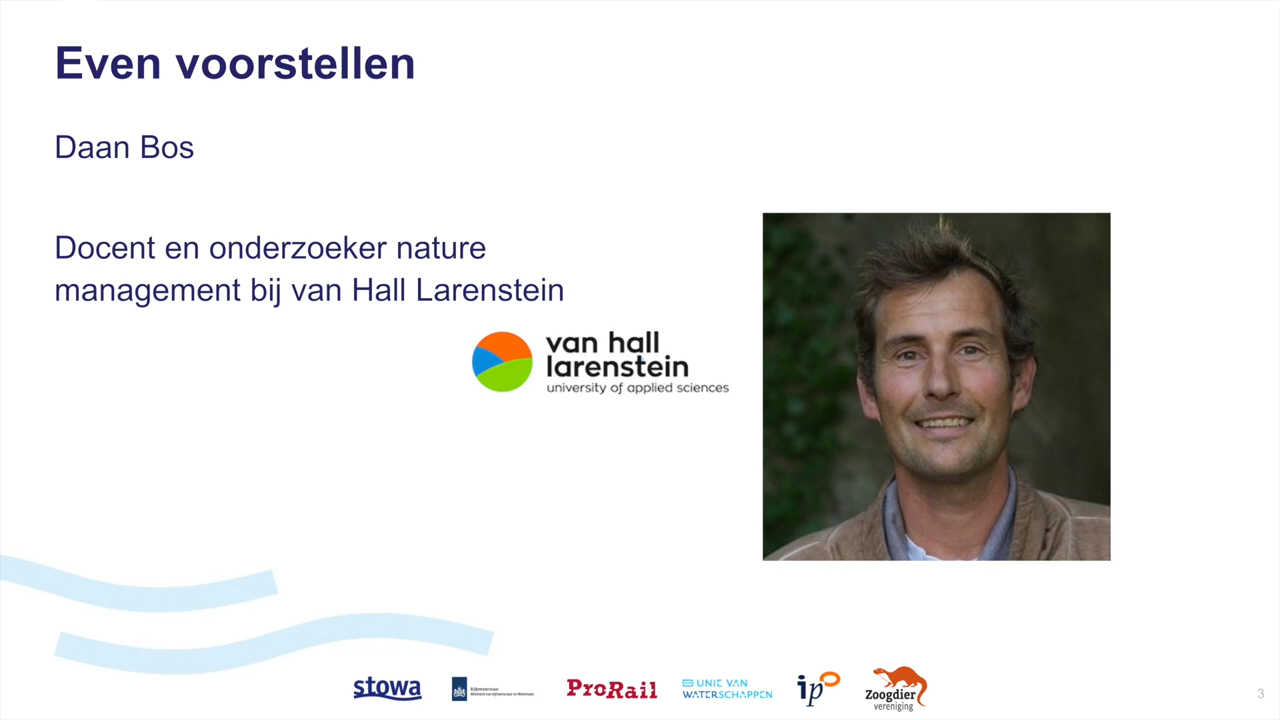 Even voorstellen
Daan Bos
Docent en onderzoeker nature
management bij van Hall Larenstein
van hall
larenstein
university of applied sciences
stowa
Rijkswaterstaat
Ministerie van Infrastructuur en Waterstaat
ProRail
UNIE VAN
WATERSCHAPPEN
ipo
Zoogdier
vereniging
3